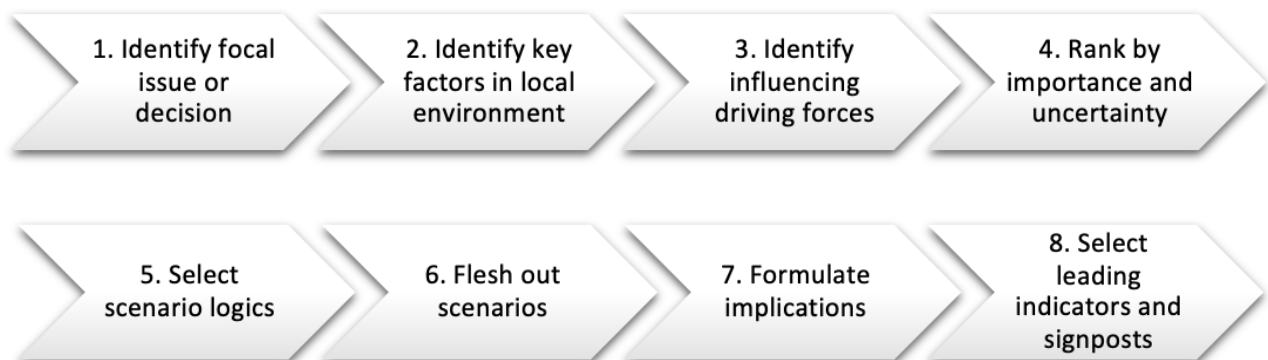 1. Identify focal
issue or
decision
2. Identify key
factors in local
environment
3. Identify
influencing
driving forces
4. Rank by
importance and
uncertainty
5. Select
scenario logics
6. Flesh out
scenarios
7. Formulate
implications
8. Select
leading
indicators and
signposts